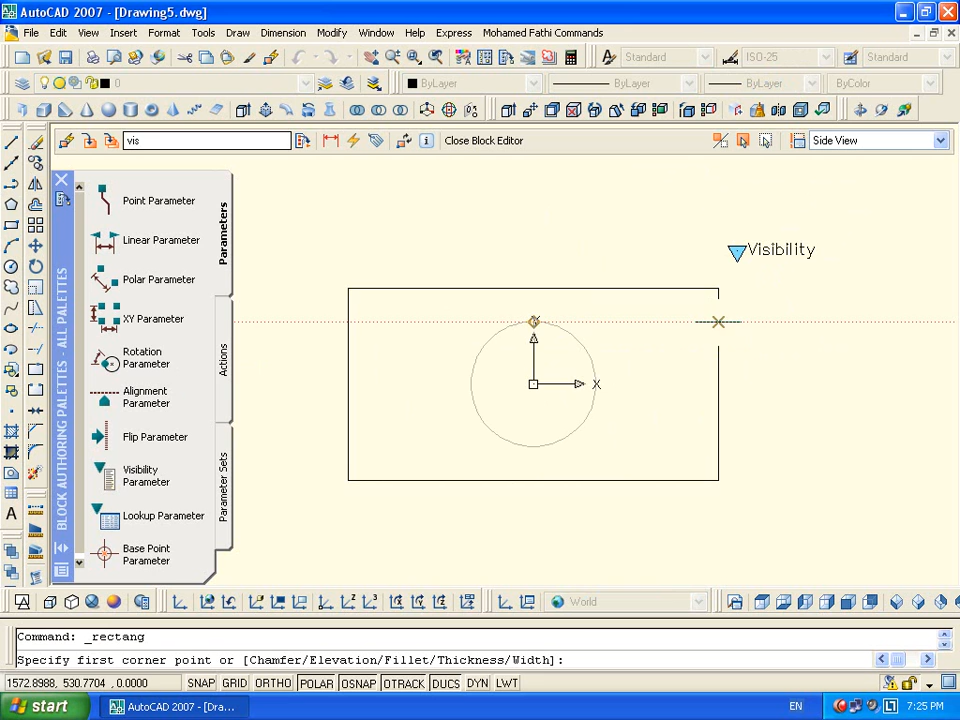 AutoCAD 2007 - [Drawing5.dwg]
File Edit View Insert Format Tools Draw Dimension Modify Window Help Express Mohamed Fathi Commands
Standard ISO-25 Standard
0 ByLayer ByLayer ByLayer ByColor
vis Close Block Editor Side View
Point Parameter
Linear Parameter
Polar Parameter
XY Parameter
Rotation
Parameter
Alignment
Parameter
Flip Parameter
Visibility
Parameter
Lookup Parameter
Base Point
Parameter
Parameters
Actions
Parameter Sets
BLOCK AUTHORING PALETTES - ALL PALETTES
Visibility
X
World
Command: _rectang
Specify first corner point or [Chamfer/Elevation/Fillet/Thickness/Width]:
1572.8988, 530.7704, 0.0000 SNAP GRID ORTHO POLAR OSNAP OTRACK DUCS DYN LWT
start AutoCAD 2007 - [Dra... EN 7:25 PM